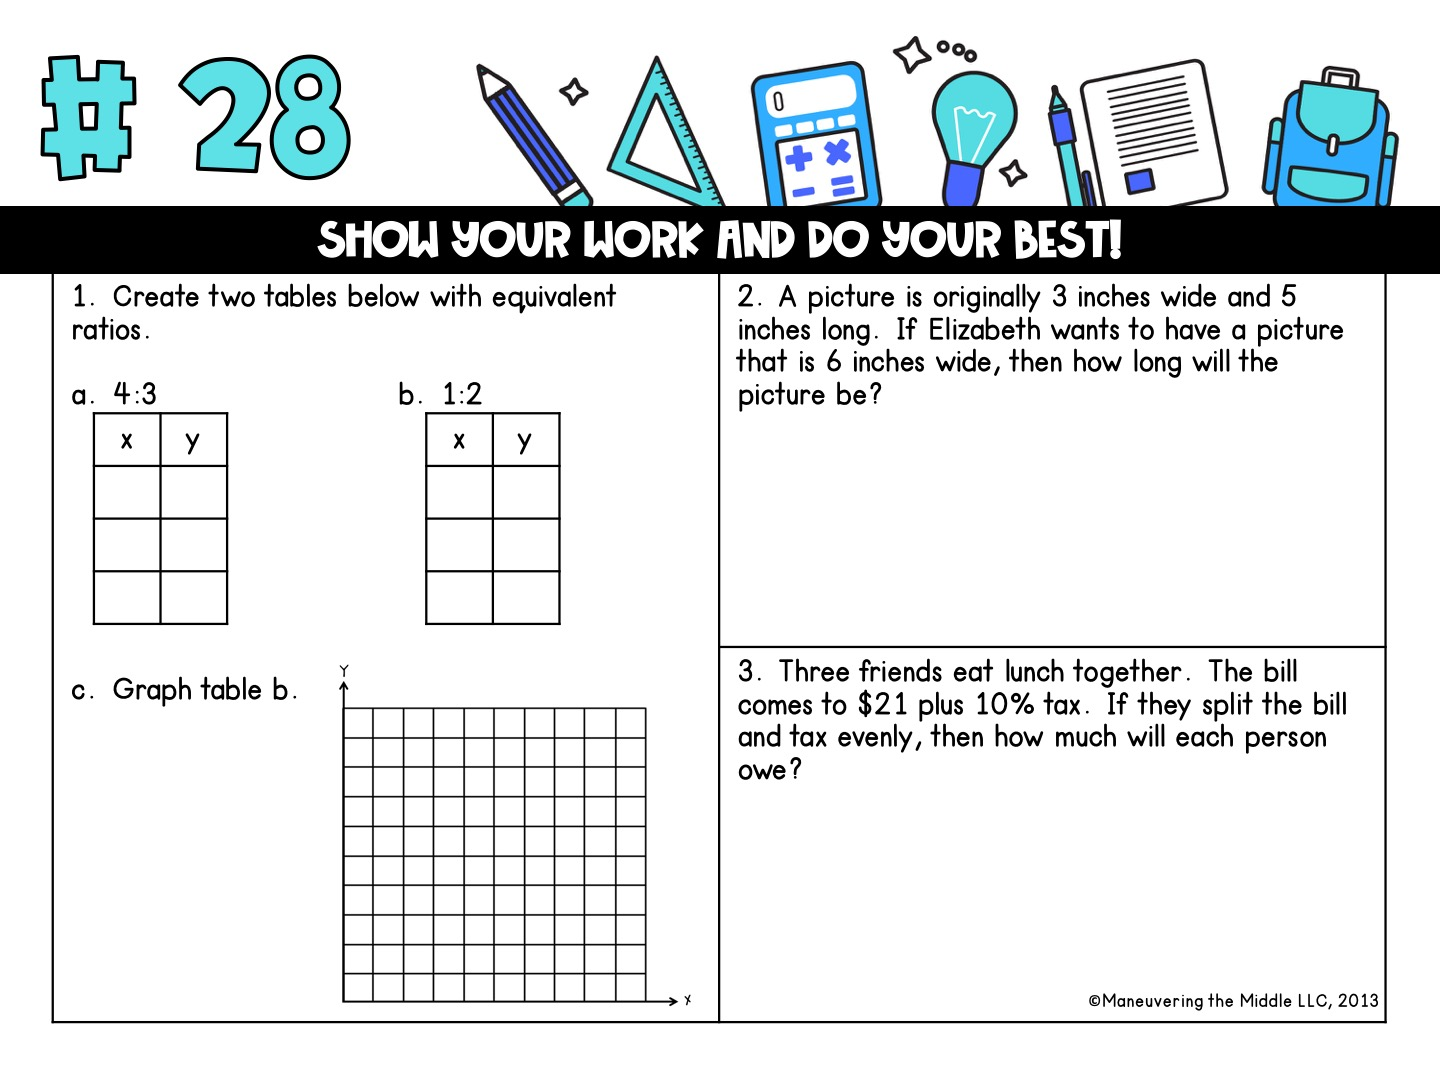 # 28
SHOW YOUR WORK AND DO YOUR BEST!
1. Create two tables below with equivalent
ratios.
a. 4:3
b. 1:2
x y
x y
c. Graph table b.
Y
X
2. A picture is originally 3 inches wide and 5
inches long. If Elizabeth wants to have a picture
that is 6 inches wide, then how long will the
picture be?
3. Three friends eat lunch together. The bill
comes to $21 plus 10% tax. If they split the bill
and tax evenly, then how much will each person
owe?
©Maneuvering the Middle LLC, 2013